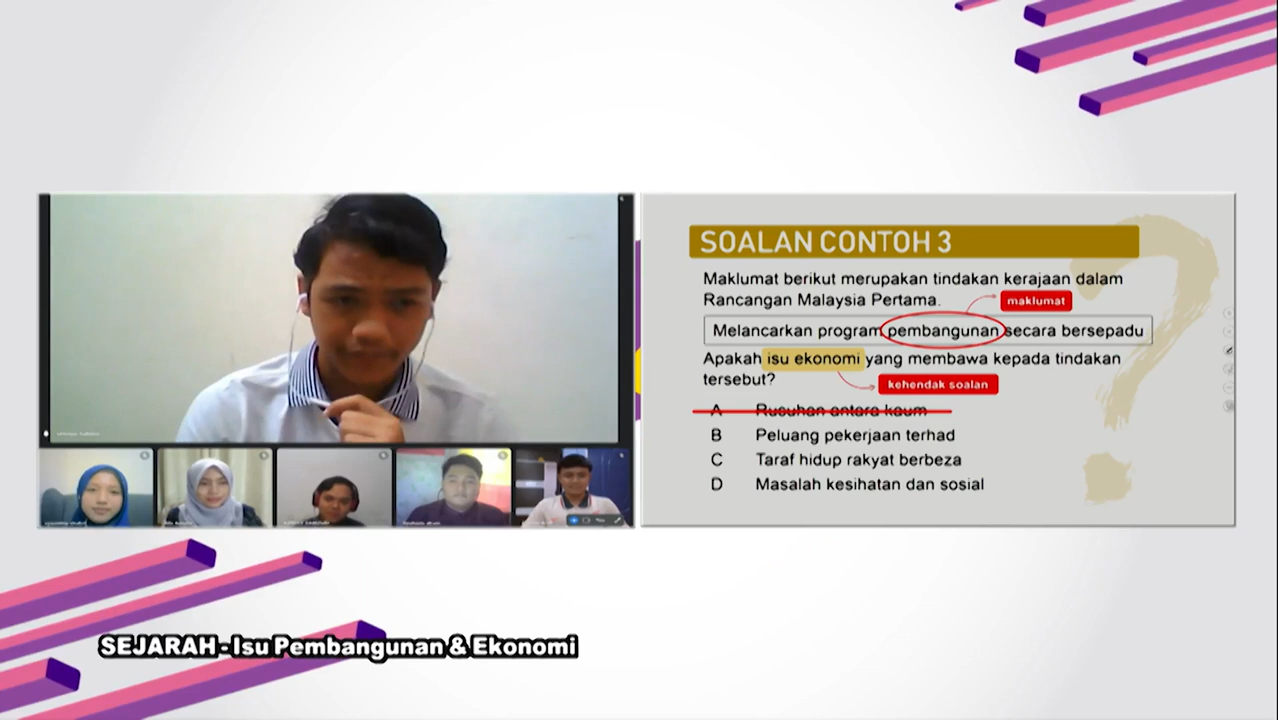 SOALAN CONTOH 3
Maklumat berikut merupakan tindakan kerajaan dalam
Rancangan Malaysia Pertama.
maklumat
Melancarkan program pembangunan secara bersepadu
Apakah isu ekonomi yang membawa kepada tindakan
tersebut?
kehendak soalan
A Rusuhan antara kaum
B Peluang pekerjaan terhad
C Taraf hidup rakyat berbeza
D Masalah kesihatan dan sosial
SEJARAH - Isu Pembangunan & Ekonomi